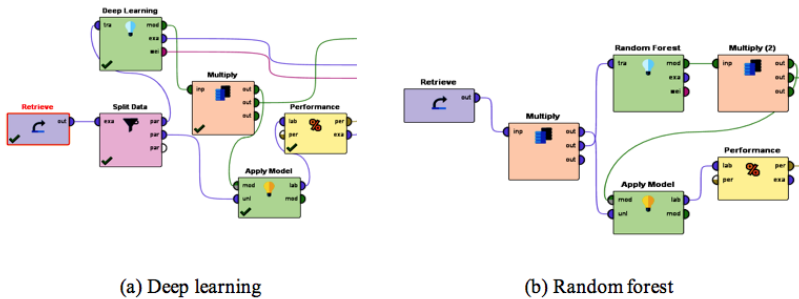 Deep Learning
tra
mod
exa
wei
Multiply
inp
out
out
out
Retrieve
out
Split Data
exa
par
par
par
Performance
lab
per
per
exa
Apply Model
mod
lab
unl
mod
(a) Deep learning
Random Forest
tra
mod
exa
wei
Multiply (2)
inp
out
out
out
Retrieve
out
Multiply
inp
out
out
out
Performance
lab
per
per
exa
Apply Model
mod
lab
unl
mod
(b) Random forest